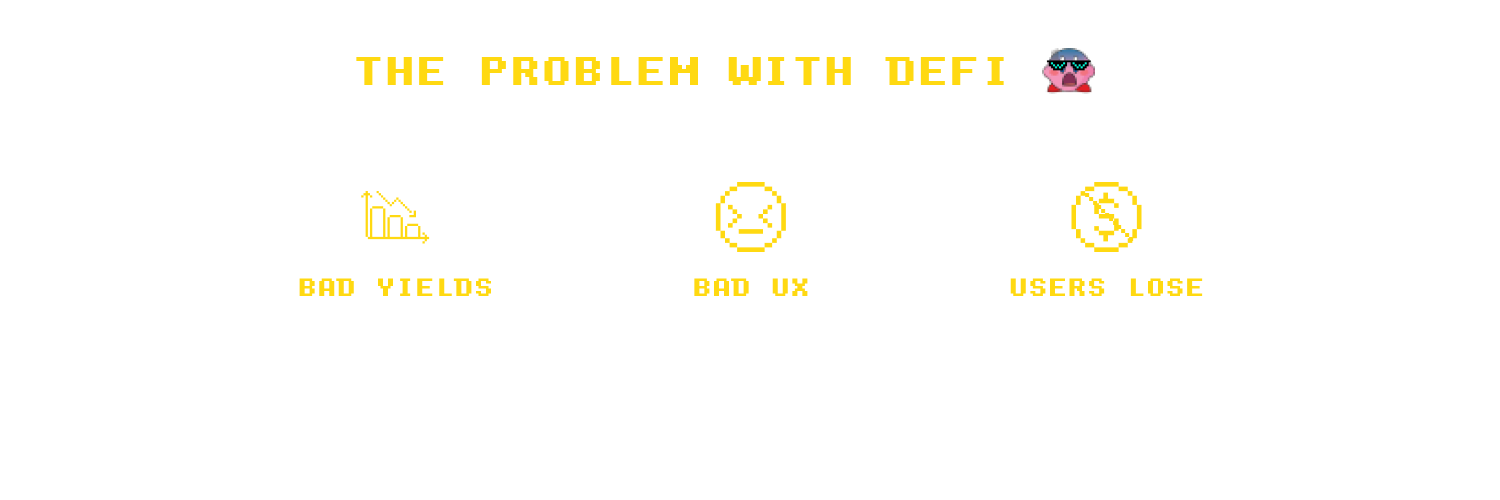 THE PROBLEM WITH DEFI
BAD YIELDS
BAD UX
USERS LOSE